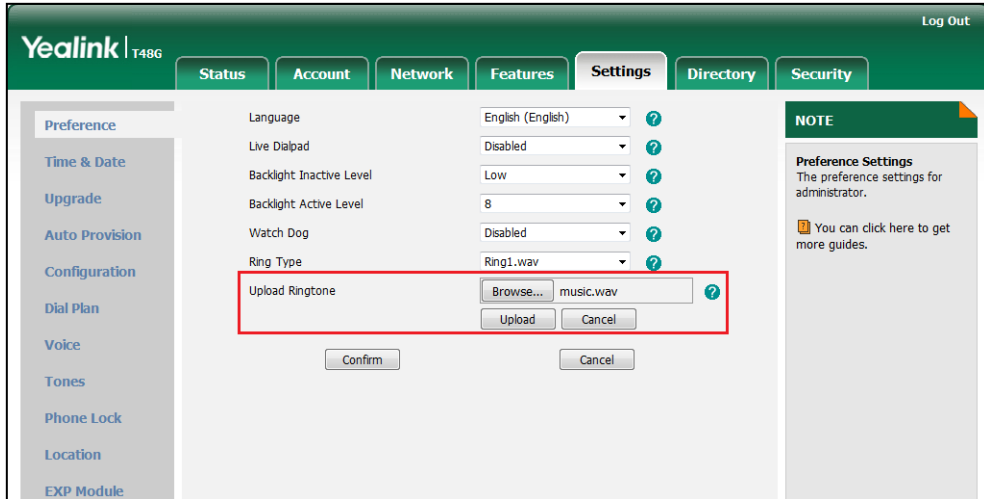 Log Out
Yealink T48G
Status Account Network Features Settings Directory Security
Preference
Time & Date
Upgrade
Auto Provision
Configuration
Dial Plan
Voice
Tones
Phone Lock
Location
EXP Module
Language English (English) ?
Live Dialpad Disabled ?
Backlight Inactive Level Low ?
Backlight Active Level 8 ?
Watch Dog Disabled ?
Ring Type Ring1.wav ?
Upload Ringtone Browse... music.wav ?
Upload Cancel
Confirm Cancel
NOTE
Preference Settings
The preference settings for
administrator.
? You can click here to get
more guides.